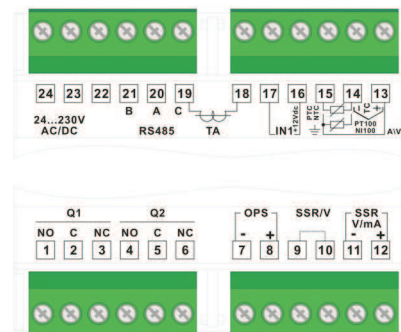 24 23 22 21 20 19 18 17 16 15 14 13
B A C
24...230V
AC/DC
RS485 TA IN1 +12Vdc PTC NTC TC - +
PT100
NI100
A\V
Q1 Q2 OPS SSR/V SSR
V/mA
NO C NC NO C NC - + - +
1 2 3 4 5 6 7 8 9 10 11 12